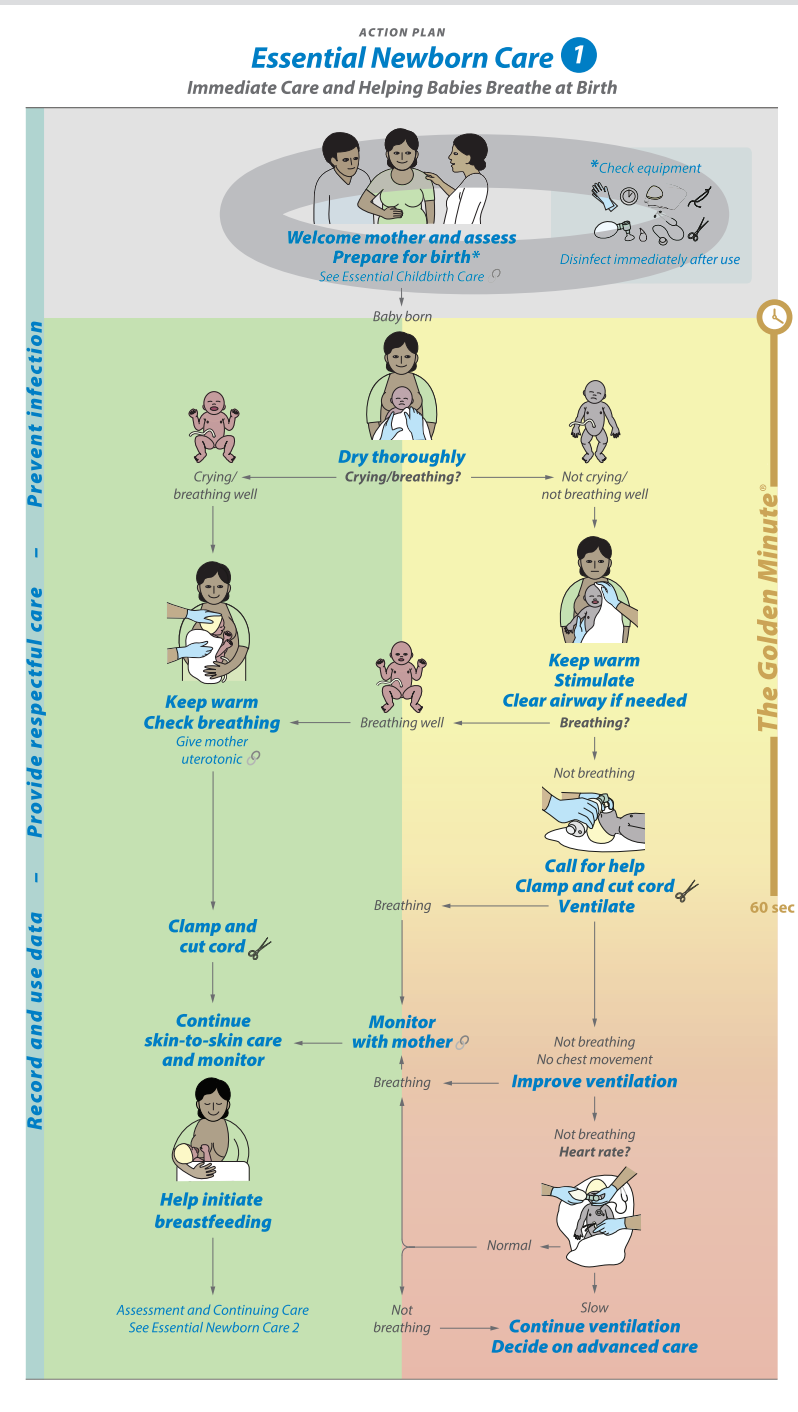 ACTION PLAN
Essential Newborn Care 1
Immediate Care and Helping Babies Breathe at Birth
*Check equipment
Disinfect immediately after use
Welcome mother and assess
Prepare for birth*
See Essential Childbirth Care
Baby born
Dry thoroughly
Crying/breathing?
Crying/
breathing well
Not crying/
not breathing well
Keep warm
Stimulate
Clear airway if needed
Breathing?
Breathing well
Keep warm
Check breathing
Give mother
uterotonic
Not breathing
Call for help
Clamp and cut cord
Ventilate
Breathing
Clamp and
cut cord
Continue
skin-to-skin care
and monitor
Monitor
with mother
Not breathing
No chest movement
Improve ventilation
Breathing
Not breathing
Heart rate?
Help initiate
breastfeeding
Normal
Slow
Continue ventilation
Decide on advanced care
Not
breathing
Assessment and Continuing Care
See Essential Newborn Care 2
Record and use data – Provide respectful care – Prevent infection
The Golden Minute®
60 sec